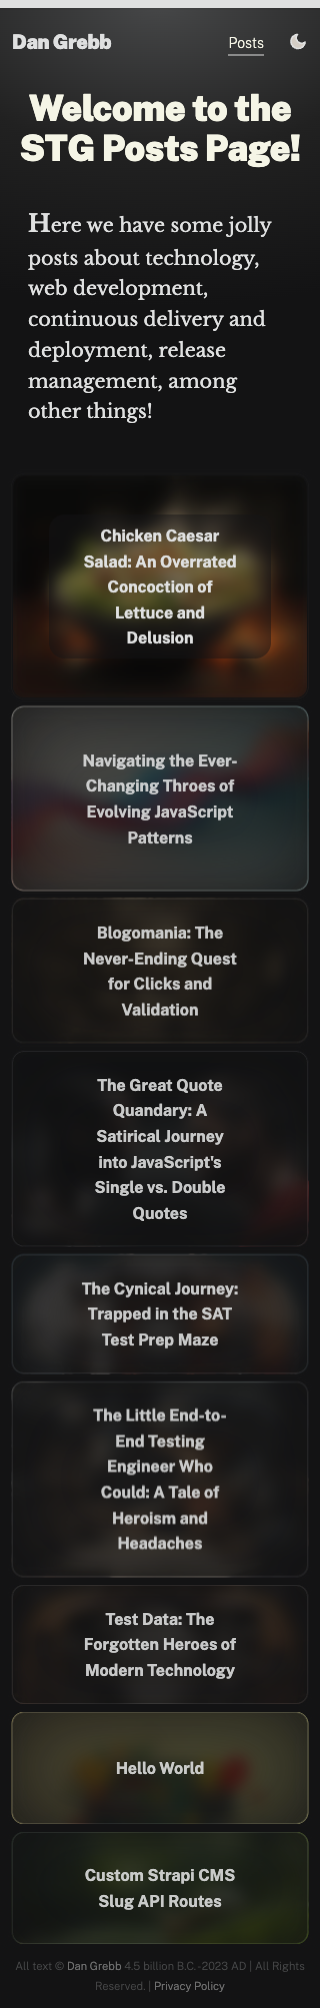 Dan Grebb
Posts
Welcome to the
STG Posts Page!
Here we have some jolly
posts about technology,
web development,
continuous delivery and
deployment, release
management, among
other things!
Chicken Caesar
Salad: An Overrated
Concoction of
Lettuce and
Delusion
Navigating the Ever-
Changing Throes of
Evolving JavaScript
Patterns
Blogomania: The
Never-Ending Quest
for Clicks and
Validation
The Great Quote
Quandary: A
Satirical Journey
into JavaScript's
Single vs. Double
Quotes
The Cynical Journey:
Trapped in the SAT
Test Prep Maze
The Little End-to-
End Testing
Engineer Who
Could: A Tale of
Heroism and
Headaches
Test Data: The
Forgotten Heroes of
Modern Technology
Hello World
Custom Strapi CMS
Slug API Routes
All text © Dan Grebb 4.5 billion B.C. -2023 AD | All Rights
Reserved. | Privacy Policy